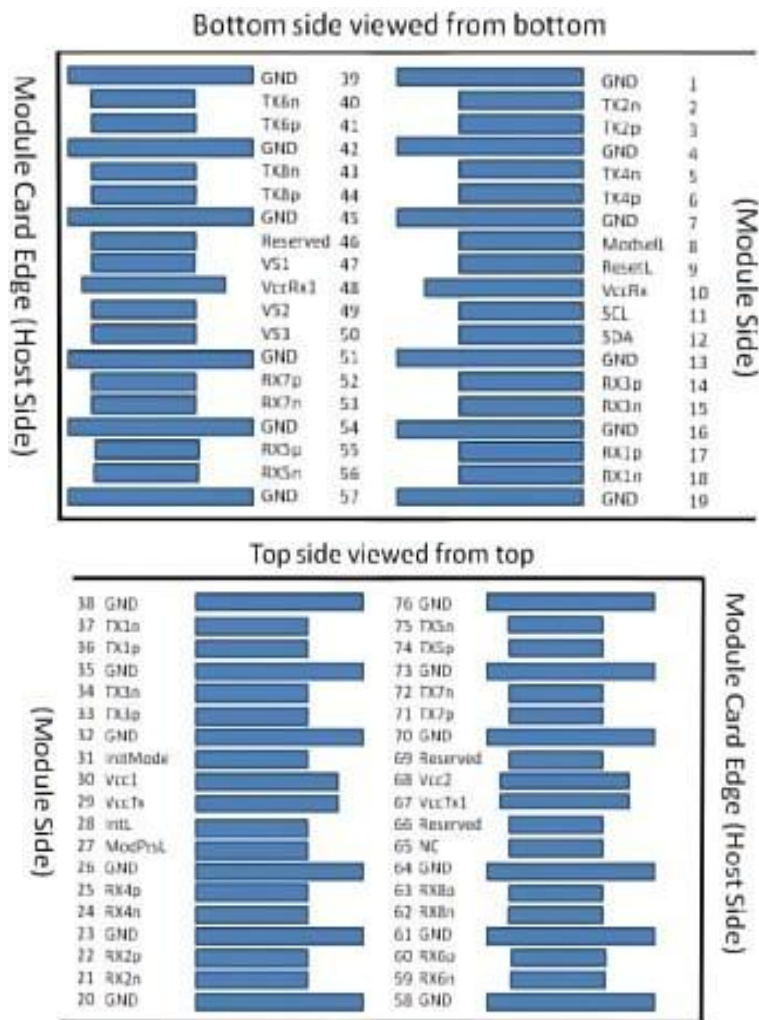 Bottom side viewed from bottom
Module Card Edge (Host Side)
GND 39
TX6n 40
TX6p 41
GND 42
TX8n 43
TX8p 44
GND 45
Reserved 46
VS1 47
VccRx1 48
VS2 49
VS3 50
GND 51
RX7p 52
RX7n 53
GND 54
RX5p 55
RX5n 56
GND 57
GND 1
TX2n 2
TX2p 3
GND 4
TX4n 5
TX4p 6
GND 7
ModselL 8
ResetL 9
VccRx 10
SCL 11
SDA 12
GND 13
RX3p 14
RX3n 15
GND 16
RX1p 17
RX1n 18
GND 19
(Module Side)
Top side viewed from top
(Module Side)
38 GND
37 TX1n
36 TX1p
35 GND
34 TX3n
33 TX3p
32 GND
31 InitMode
30 Vcc1
29 VccTx
28 IntL
27 ModPrsL
26 GND
25 RX4p
24 RX4n
23 GND
22 RX2p
21 RX2n
20 GND
76 GND
75 TX5n
74 TX5p
73 GND
72 TX7n
71 TX7p
70 GND
69 Reserved
68 Vcc2
67 VccTx1
66 Reserved
65 NC
64 GND
63 RX8p
62 RX8n
61 GND
60 RX6p
59 RX6n
58 GND
Module Card Edge (Host Side)